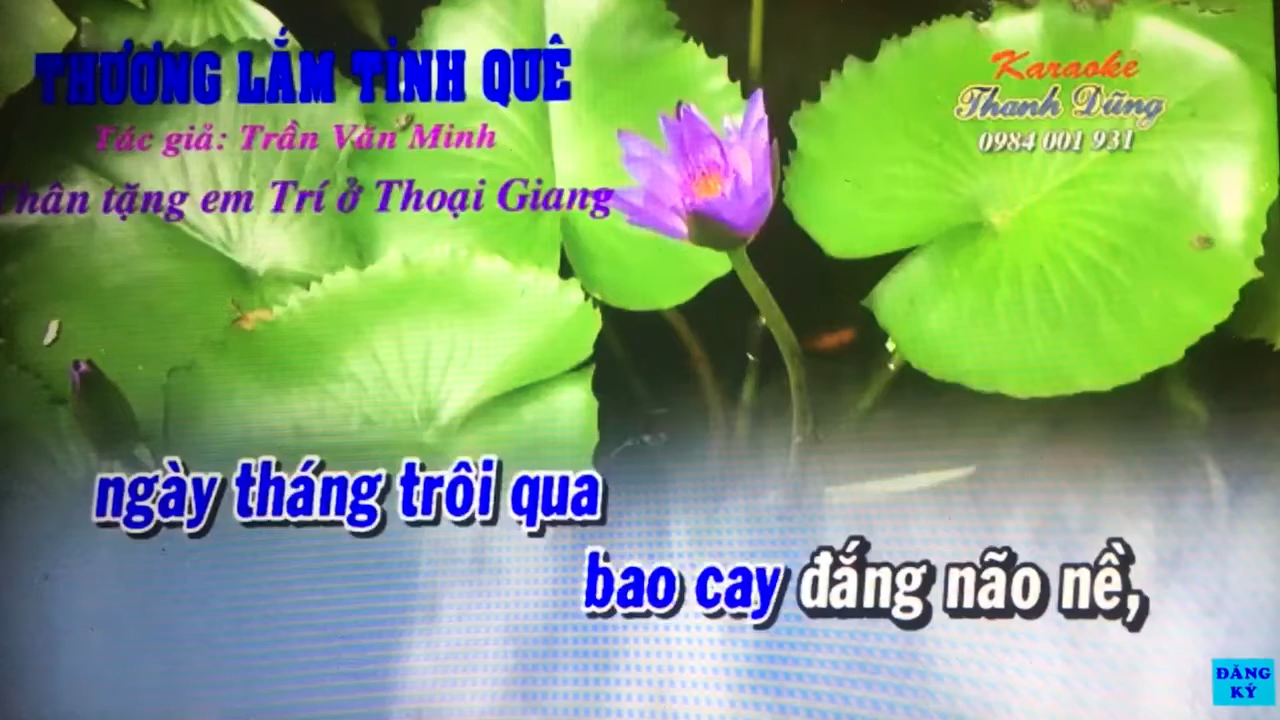 THƯƠNG LẮM TÌNH QUÊ
Tác giả: Trần Văn Minh
Thân tặng em Trí ở Thoại Giang
Karaoke
Thanh Dũng
0984 001 931
ngày tháng trôi qua
bao cay đắng não nề,
ĐĂNG
KÝ